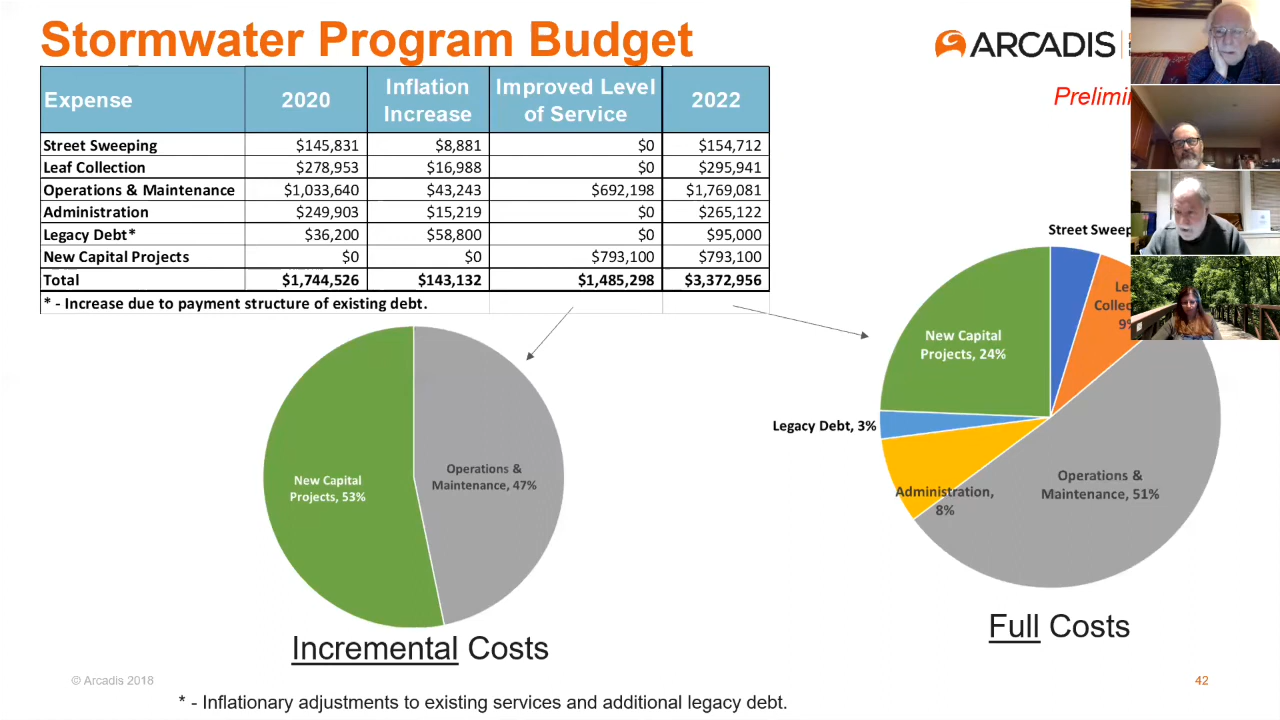 Stormwater Program Budget
ARCADIS
Expense 2020 Inflation Increase Improved Level of Service 2022
Street Sweeping $145,831 $8,881 $0 $154,712
Leaf Collection $278,953 $16,988 $0 $295,941
Operations & Maintenance $1,033,640 $43,243 $692,198 $1,769,081
Administration $249,903 $15,219 $0 $265,122
Legacy Debt* $36,200 $58,800 $0 $95,000
New Capital Projects $0 $0 $793,100 $793,100
Total $1,744,526 $143,132 $1,485,298 $3,372,956
* - Increase due to payment structure of existing debt.
New Capital
Projects, 53%
Operations &
Maintenance, 47%
Incremental Costs
Street
New Capital
Projects, 24%
Legacy Debt, 3%
Administration,
8%
Operations &
Maintenance, 51%
Full Costs
© Arcadis 2018
42
* - Inflationary adjustments to existing services and additional legacy debt.